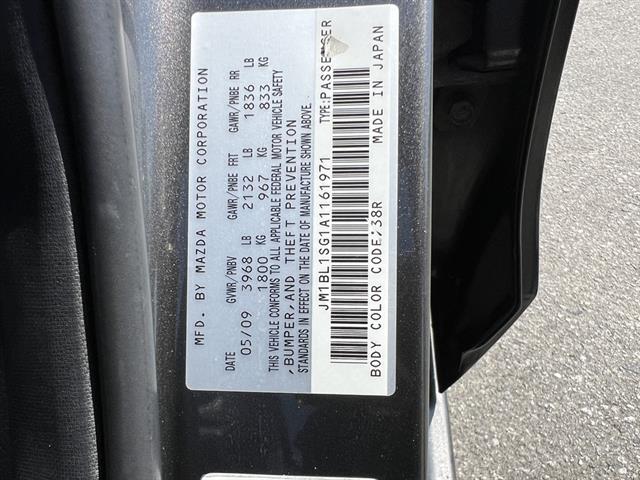 MFD. BY MAZDA MOTOR CORPORATION
DATE GVWR/PNBV GAWR/PNBE FRT GAWR/PNBE RR
05/09 3968 LB 2132 LB 1836 LB
1800 KG 967 KG 833 KG
THIS VEHICLE CONFORMS TO ALL APPLICABLE FEDERAL MOTOR VEHICLE SAFETY
,BUMPER,AND THEFT PREVENTION
STANDARDS IN EFFECT ON THE DATE OF MANUFACTURE SHOWN ABOVE.
JM1BL1SG1A1161971 TYPE:PASSENGER
BODY COLOR CODE;38R MADE IN JAPAN